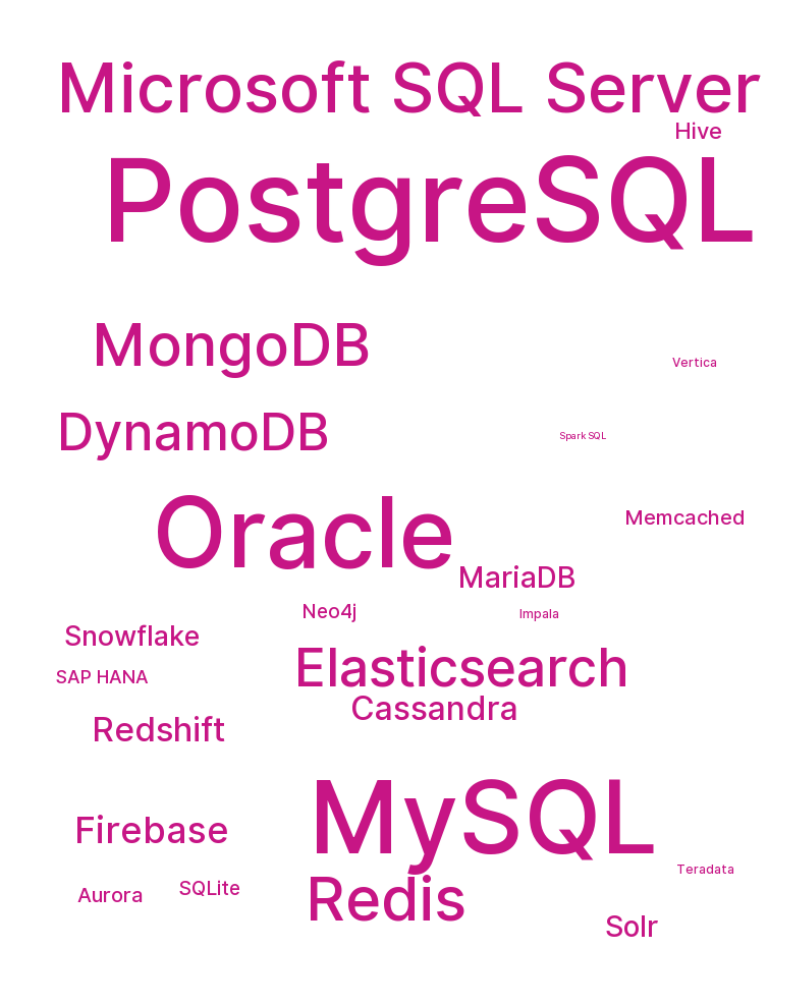 Microsoft SQL Server
Hive
PostgreSQL
MongoDB
Vertica
DynamoDB
Spark SQL
Oracle
Memcached
MariaDB
Neo4j
Impala
Snowflake
Elasticsearch
SAP HANA
Cassandra
Redshift
MySQL
Firebase
Teradata
SQLite
Aurora
Redis
Solr